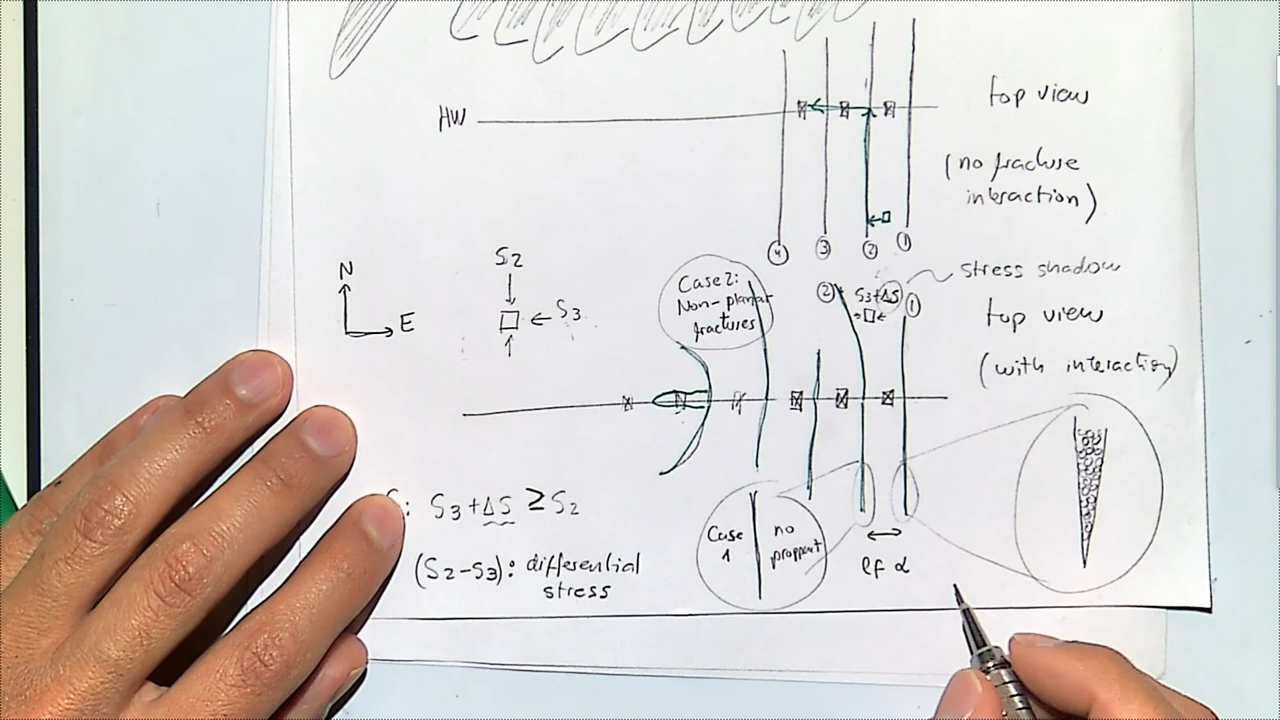 HW
top view
(no fracture
interaction)
4
3
2
1
N
E
S2
S3
Case 2:
Non-planar
fractures
2
S3+ΔS
1
stress shadow
top view
(with interaction)
: S3+ΔS ≥ S2
(S2-S3): differential
stress
Case
1
no
proppant
lf α